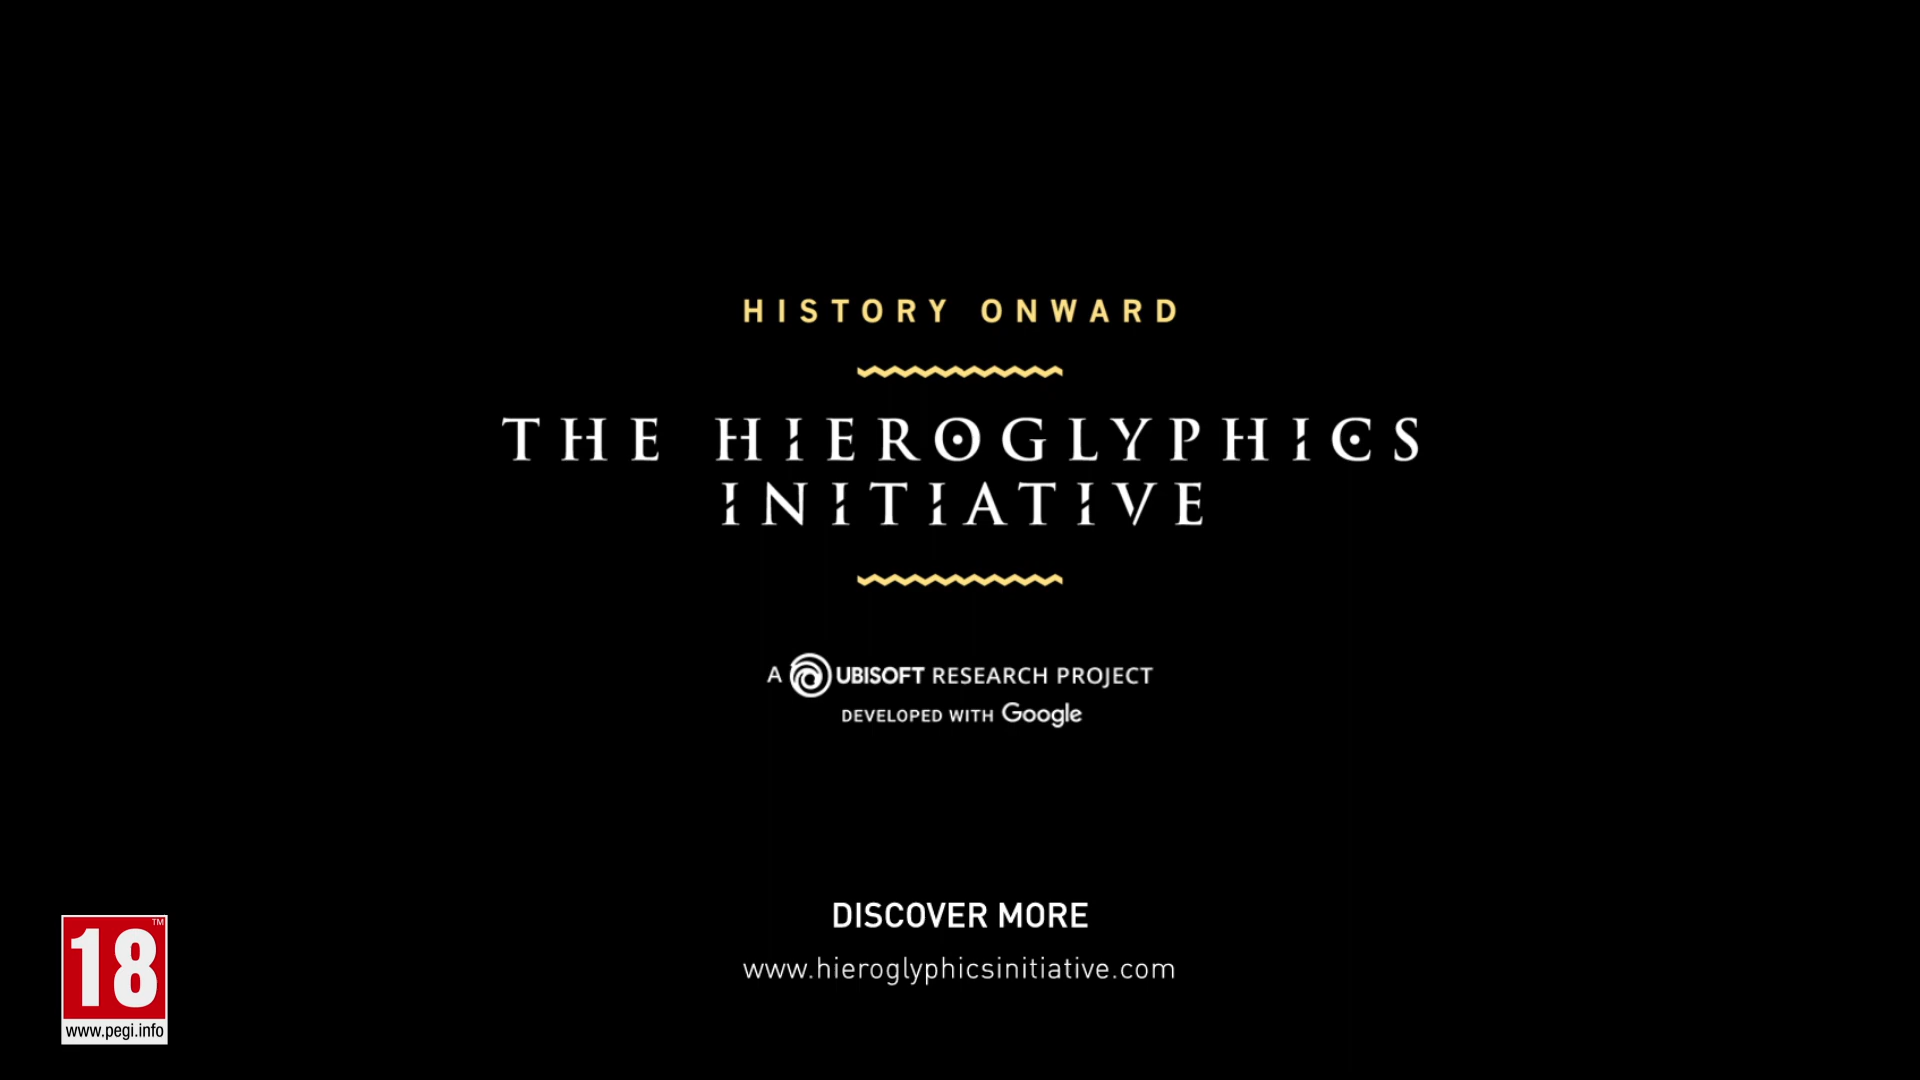 HISTORY ONWARD
THE HIEROGLYPHICS
INITIATIVE
A UBISOFT RESEARCH PROJECT
DEVELOPED WITH Google
DISCOVER MORE
www.hieroglyphicsinitiative.com
18™
www.pegi.info